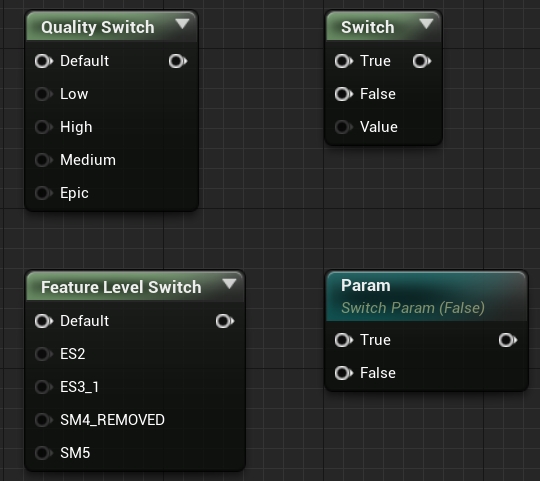 Quality Switch
Default
Low
High
Medium
Epic
Switch
True
False
Value
Feature Level Switch
Default
ES2
ES3_1
SM4_REMOVED
SM5
Param
Switch Param (False)
True
False